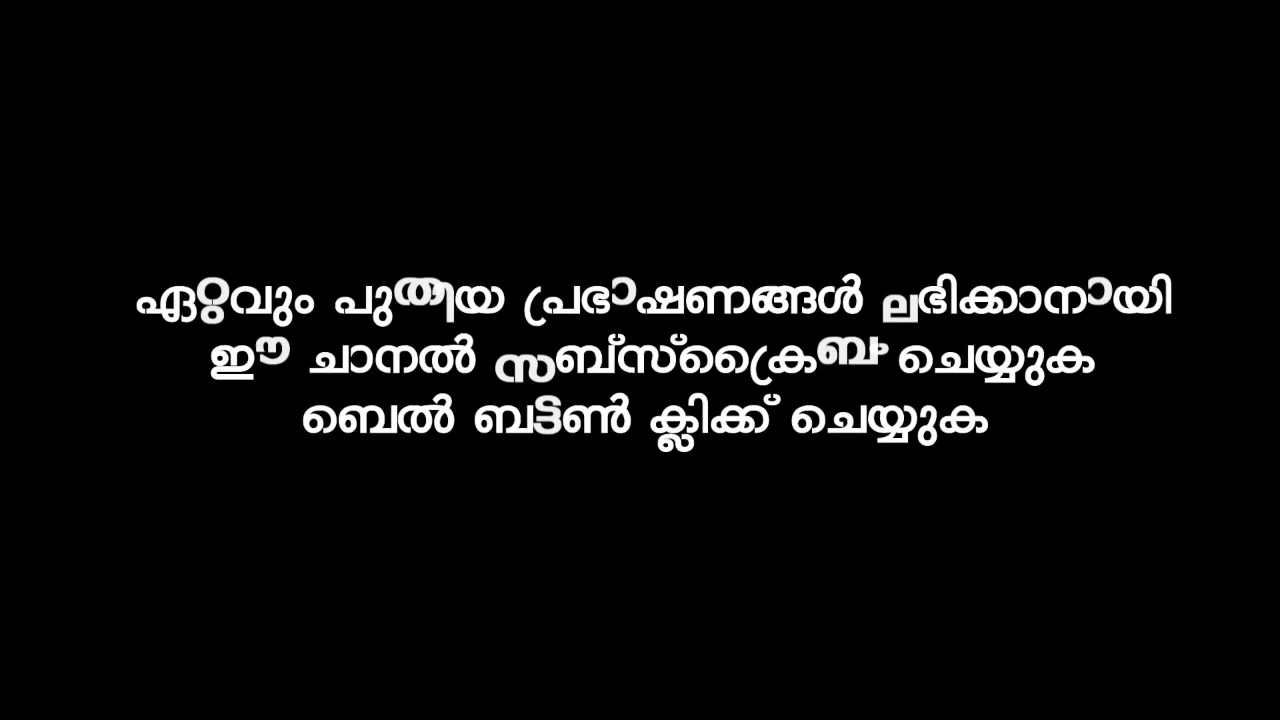 ഏറ്റവും പുതിയ പ്രഭാഷണങ്ങൾ ലഭിക്കാനായി
ഈ ചാനൽ സബ്സ്ക്രൈബ് ചെയ്യുക
ബെൽ ബട്ടൺ ക്ലിക്ക് ചെയ്യുക